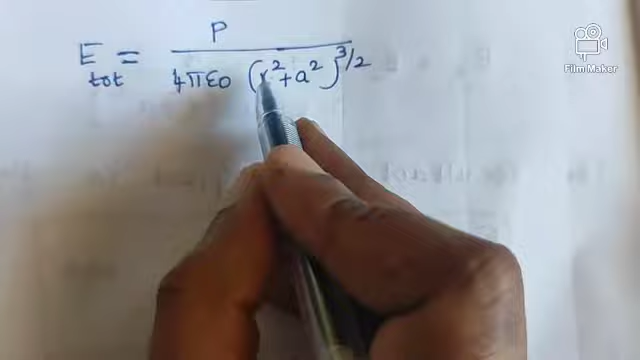 E tot = P / 4πε0 (r² + a²)^3/2
Film Maker